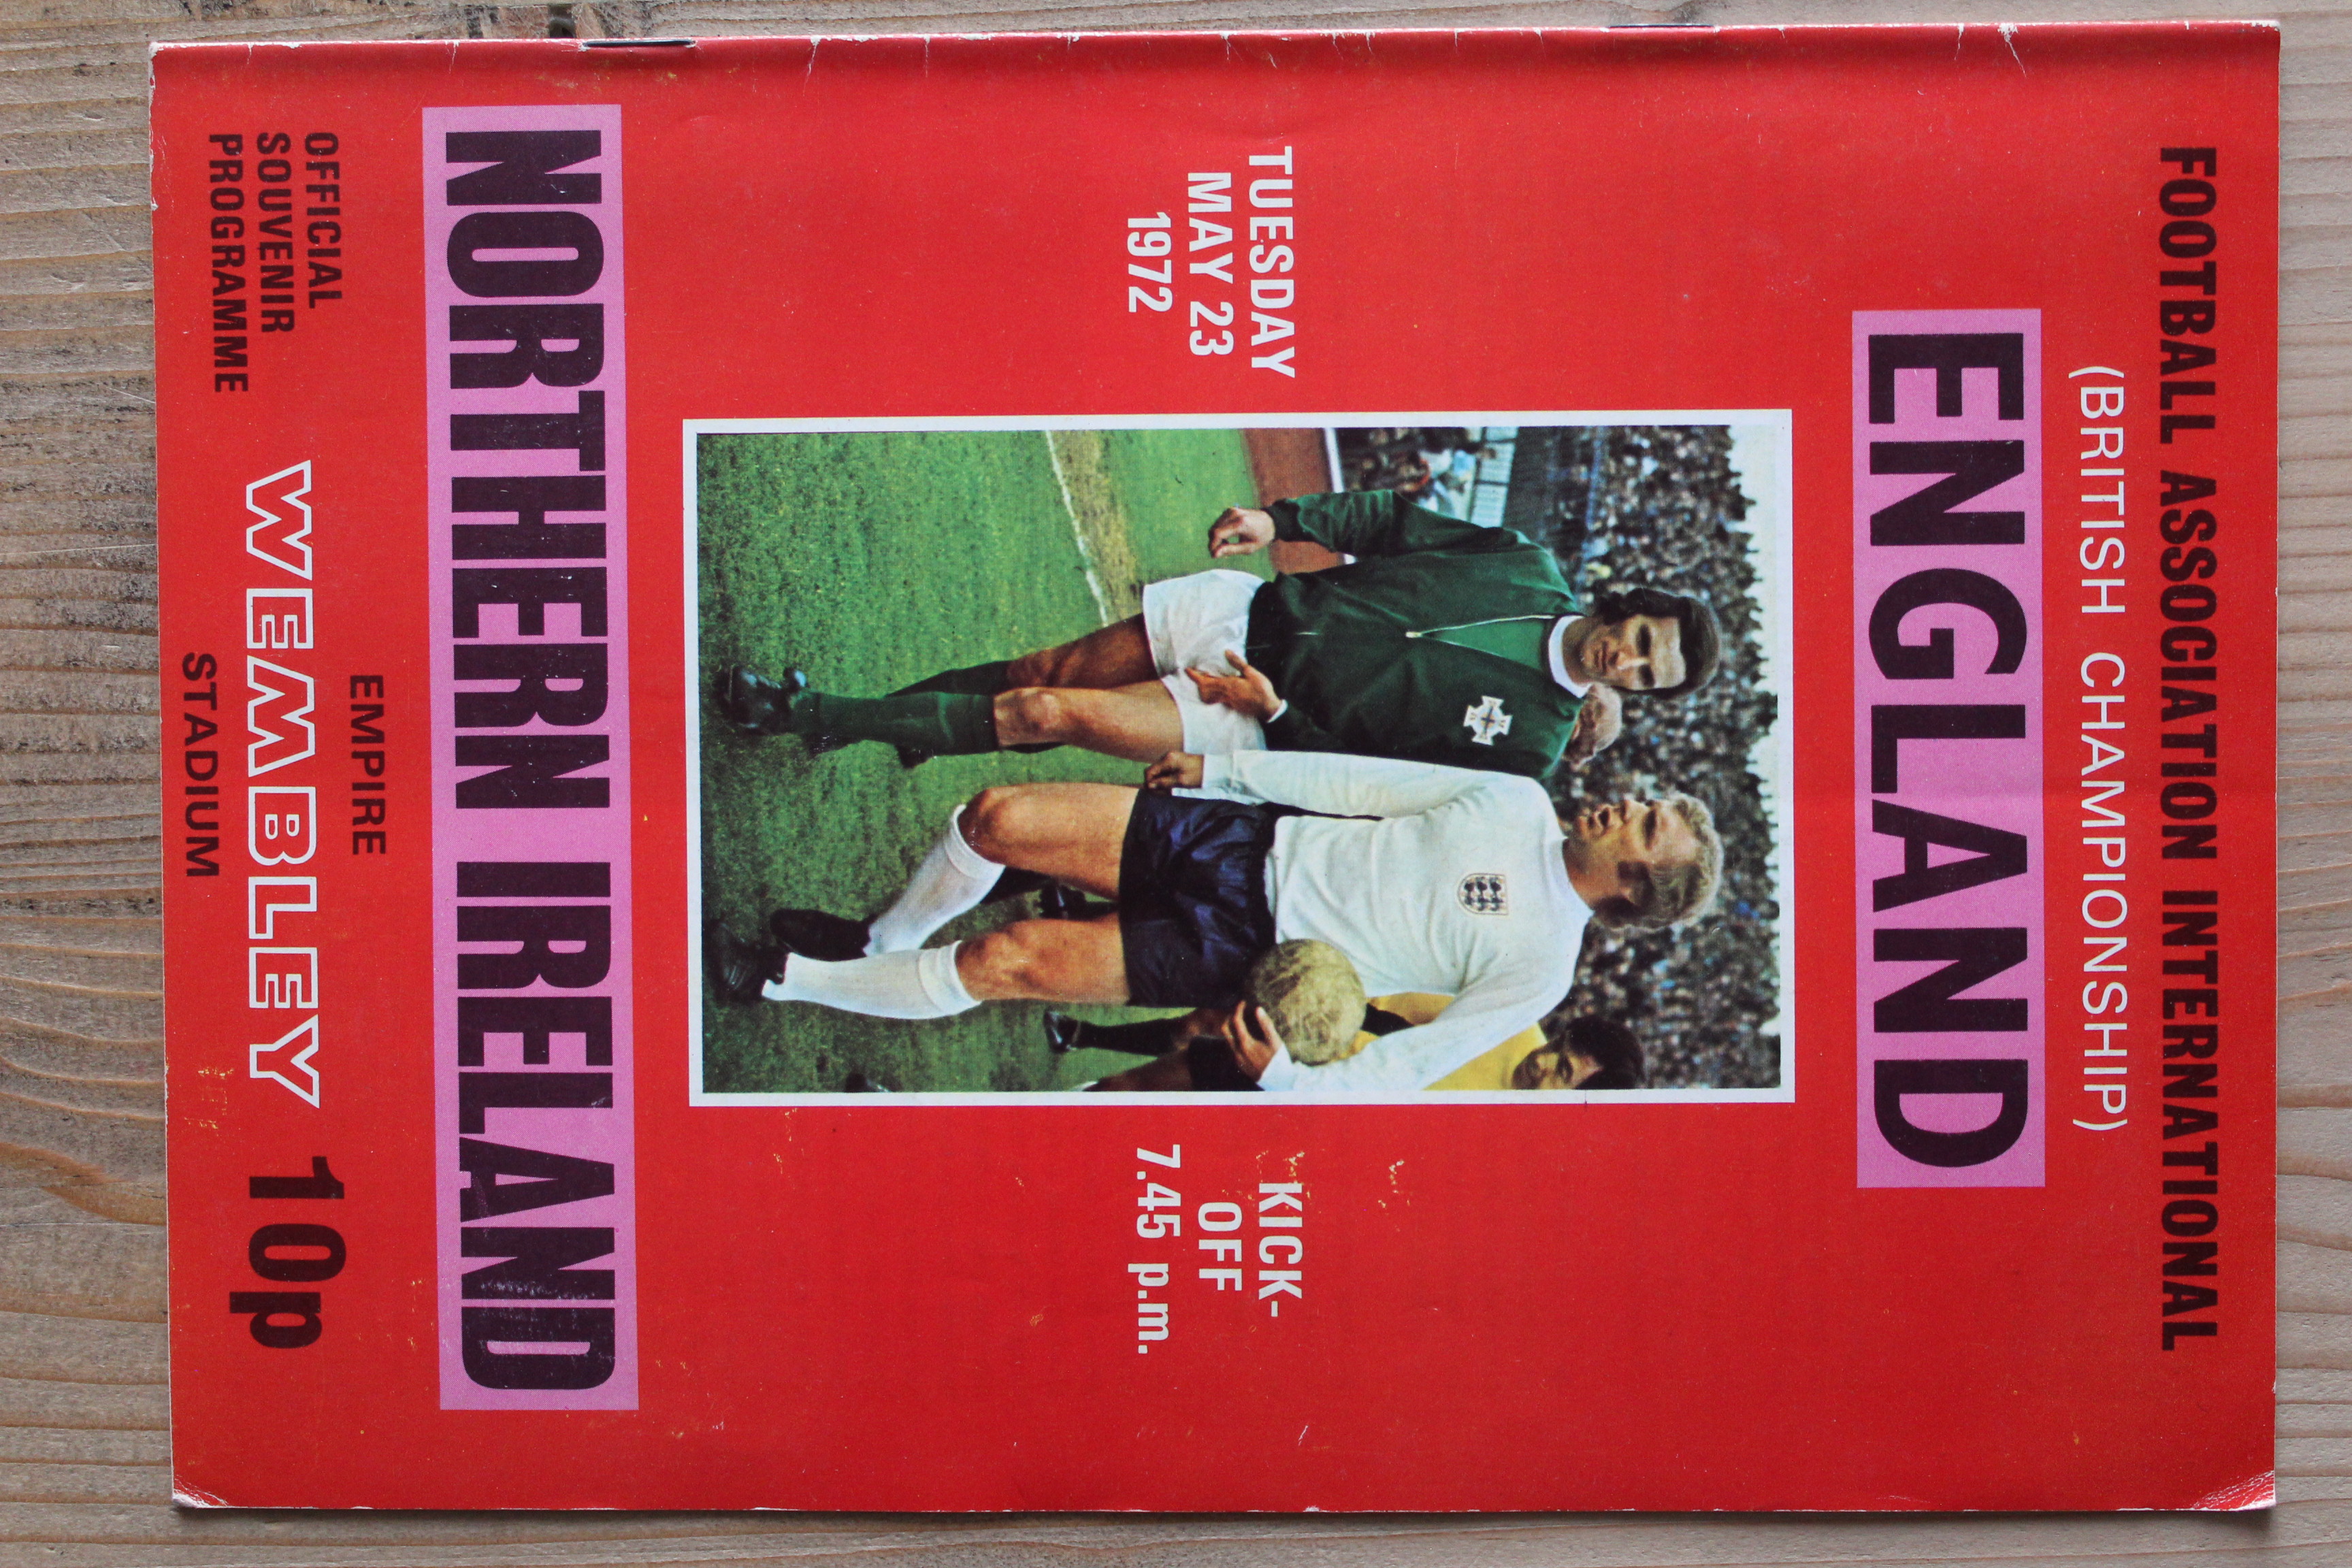 FOOTBALL ASSOCIATION INTERNATIONAL
(BRITISH CHAMPIONSHIP)
ENGLAND
TUESDAY
MAY 23
1972
KICK-
OFF
7.45 p.m.
NORTHERN IRELAND
OFFICIAL
SOUVENIR
PROGRAMME
EMPIRE
WEMBLEY
STADIUM
10p